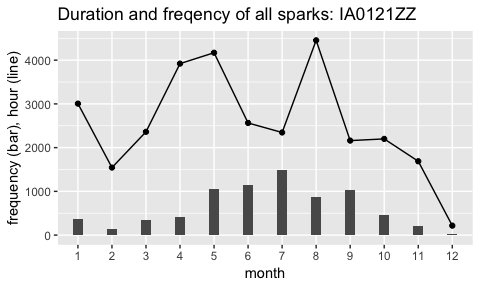 Duration and freqency of all sparks: IA0121ZZ
frequency (bar), hour (line)
4000
3000
2000
1000
0
1 2 3 4 5 6 7 8 9 10 11 12
month